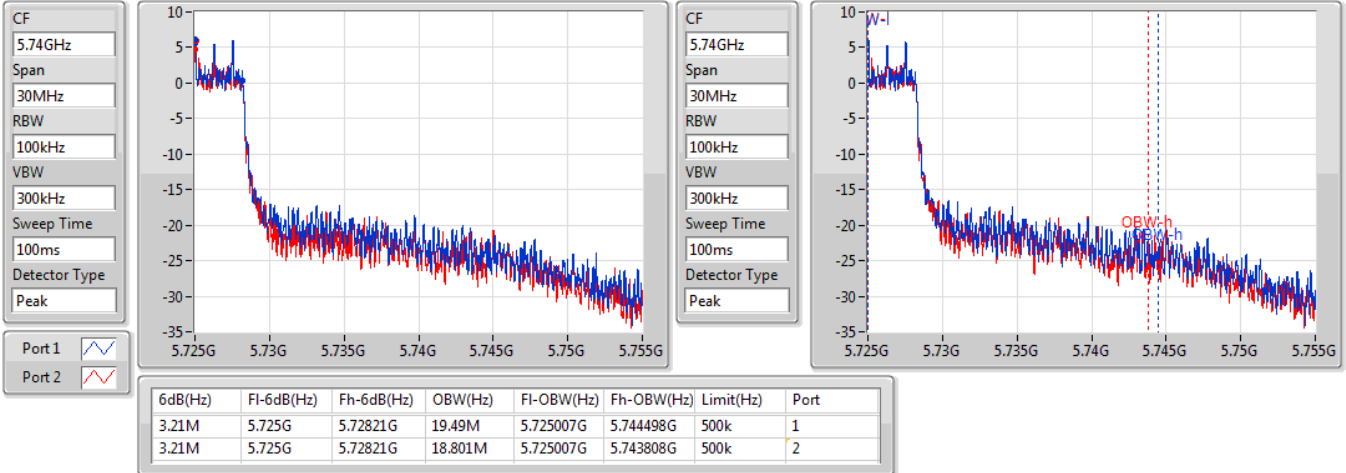 CF
5.74GHz
Span
30MHz
RBW
100kHz
VBW
300kHz
Sweep Time
100ms
Detector Type
Peak
Port 1
Port 2
10
5
0
-5
-10
-15
-20
-25
-30
-35
5.725G 5.73G 5.735G 5.74G 5.745G 5.75G 5.755G
CF
5.74GHz
Span
30MHz
RBW
100kHz
VBW
300kHz
Sweep Time
100ms
Detector Type
Peak
10
5
0
-5
-10
-15
-20
-25
-30
-35
W-l
OBW-h
OBW-h
5.725G 5.73G 5.735G 5.74G 5.745G 5.75G 5.755G
6dB(Hz) Fl-6dB(Hz) Fh-6dB(Hz) OBW(Hz) Fl-OBW(Hz) Fh-OBW(Hz) Limit(Hz) Port
3.21M 5.725G 5.72821G 19.49M 5.725007G 5.744498G 500k 1
3.21M 5.725G 5.72821G 18.801M 5.725007G 5.743808G 500k 2